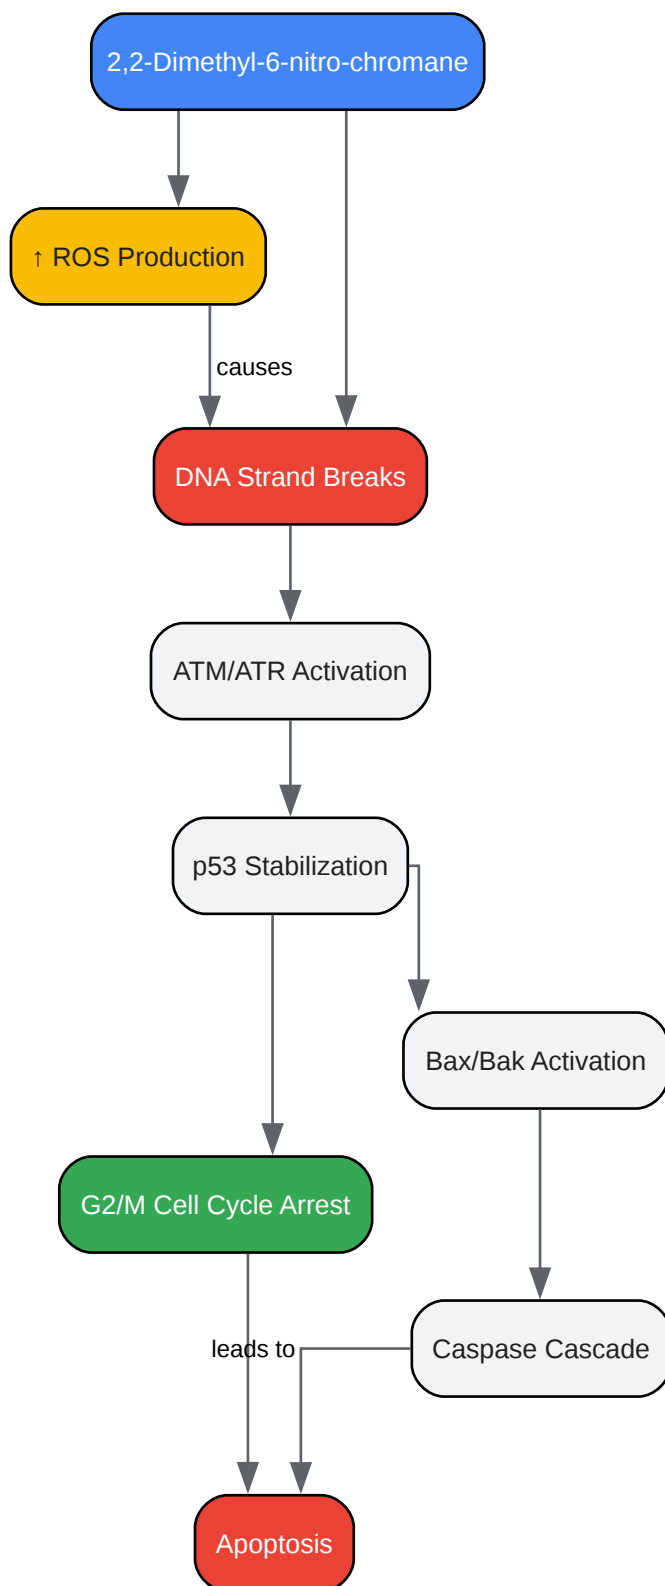 2,2-Dimethyl-6-nitro-chromane
↑ ROS Production
causes
DNA Strand Breaks
ATM/ATR Activation
p53 Stabilization
Bax/Bak Activation
G2/M Cell Cycle Arrest
leads to
Caspase Cascade
Apoptosis